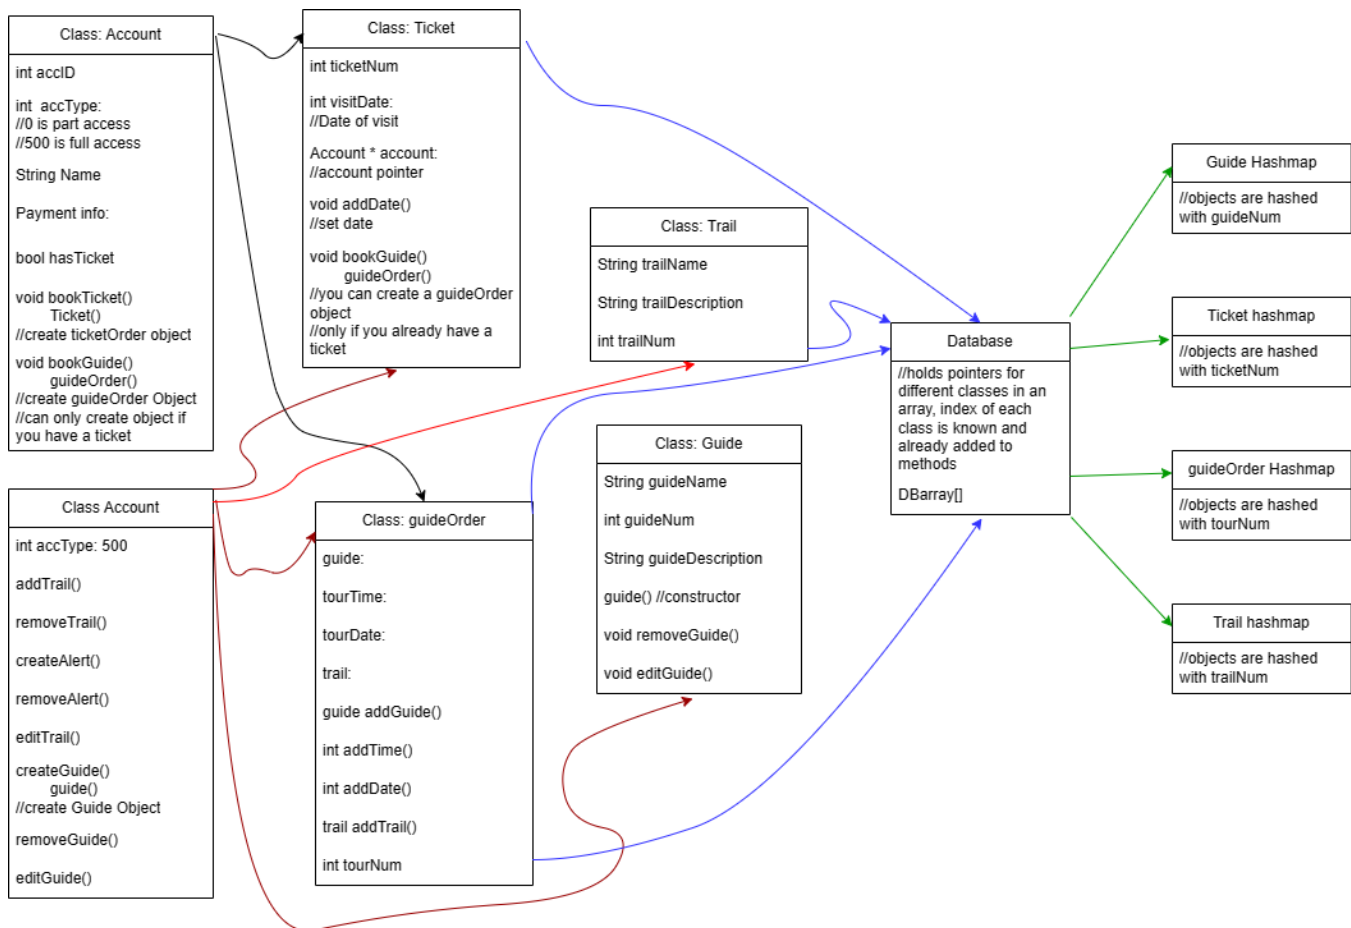 Class: Account
int accID
int  accType:
//0 is part access
//500 is full access
String Name
Payment info:
bool hasTicket
void bookTicket()
Ticket()
//create ticketOrder object
void bookGuide()
guideOrder()
//create guideOrder Object
//can only create object if
you have a ticket
Class: Ticket
int ticketNum
int visitDate:
//Date of visit
Account * account:
//account pointer
void addDate()
//set date
void bookGuide()
guideOrder()
//you can create a guideOrder
object
//only if you already have a
ticket
Class: Trail
String trailName
String trailDescription
int trailNum
Class Account
int accType: 500
addTrail()
removeTrail()
createAlert()
removeAlert()
editTrail()
createGuide()
guide()
//create Guide Object
removeGuide()
editGuide()
Class: guideOrder
guide:
tourTime:
tourDate:
trail:
guide addGuide()
int addTime()
int addDate()
trail addTrail()
int tourNum
Class: Guide
String guideName
int guideNum
String guideDescription
guide() //constructor
void removeGuide()
void editGuide()
Database
//holds pointers for
different classes in an
array, index of each
class is known and
already added to
methods
DBarray[]
Guide Hashmap
//objects are hashed
with guideNum
Ticket hashmap
//objects are hashed
with ticketNum
guideOrder Hashmap
//objects are hashed
with tourNum
Trail hashmap
//objects are hashed
with trailNum